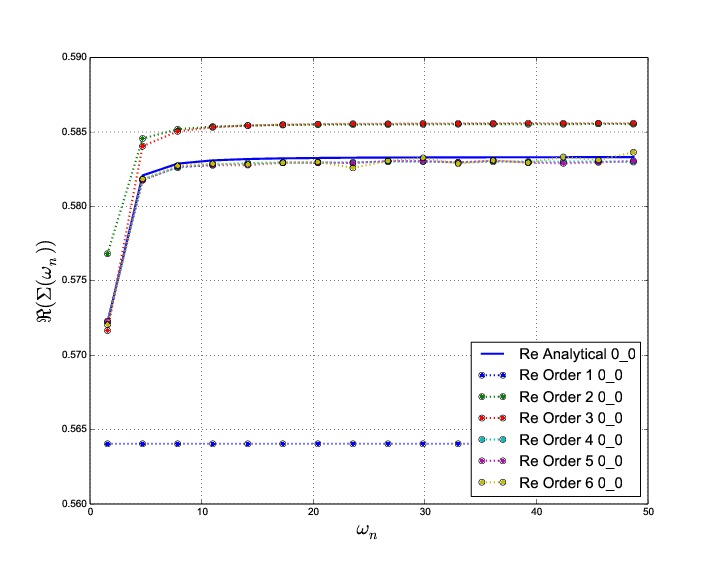 0.590
0.585
0.580
0.575
0.570
0.565
0.560
ℜ(Σ(ω_n))
Re Analytical 0_0
Re Order 1 0_0
Re Order 2 0_0
Re Order 3 0_0
Re Order 4 0_0
Re Order 5 0_0
Re Order 6 0_0
0 10 20 30 40 50
ω_n